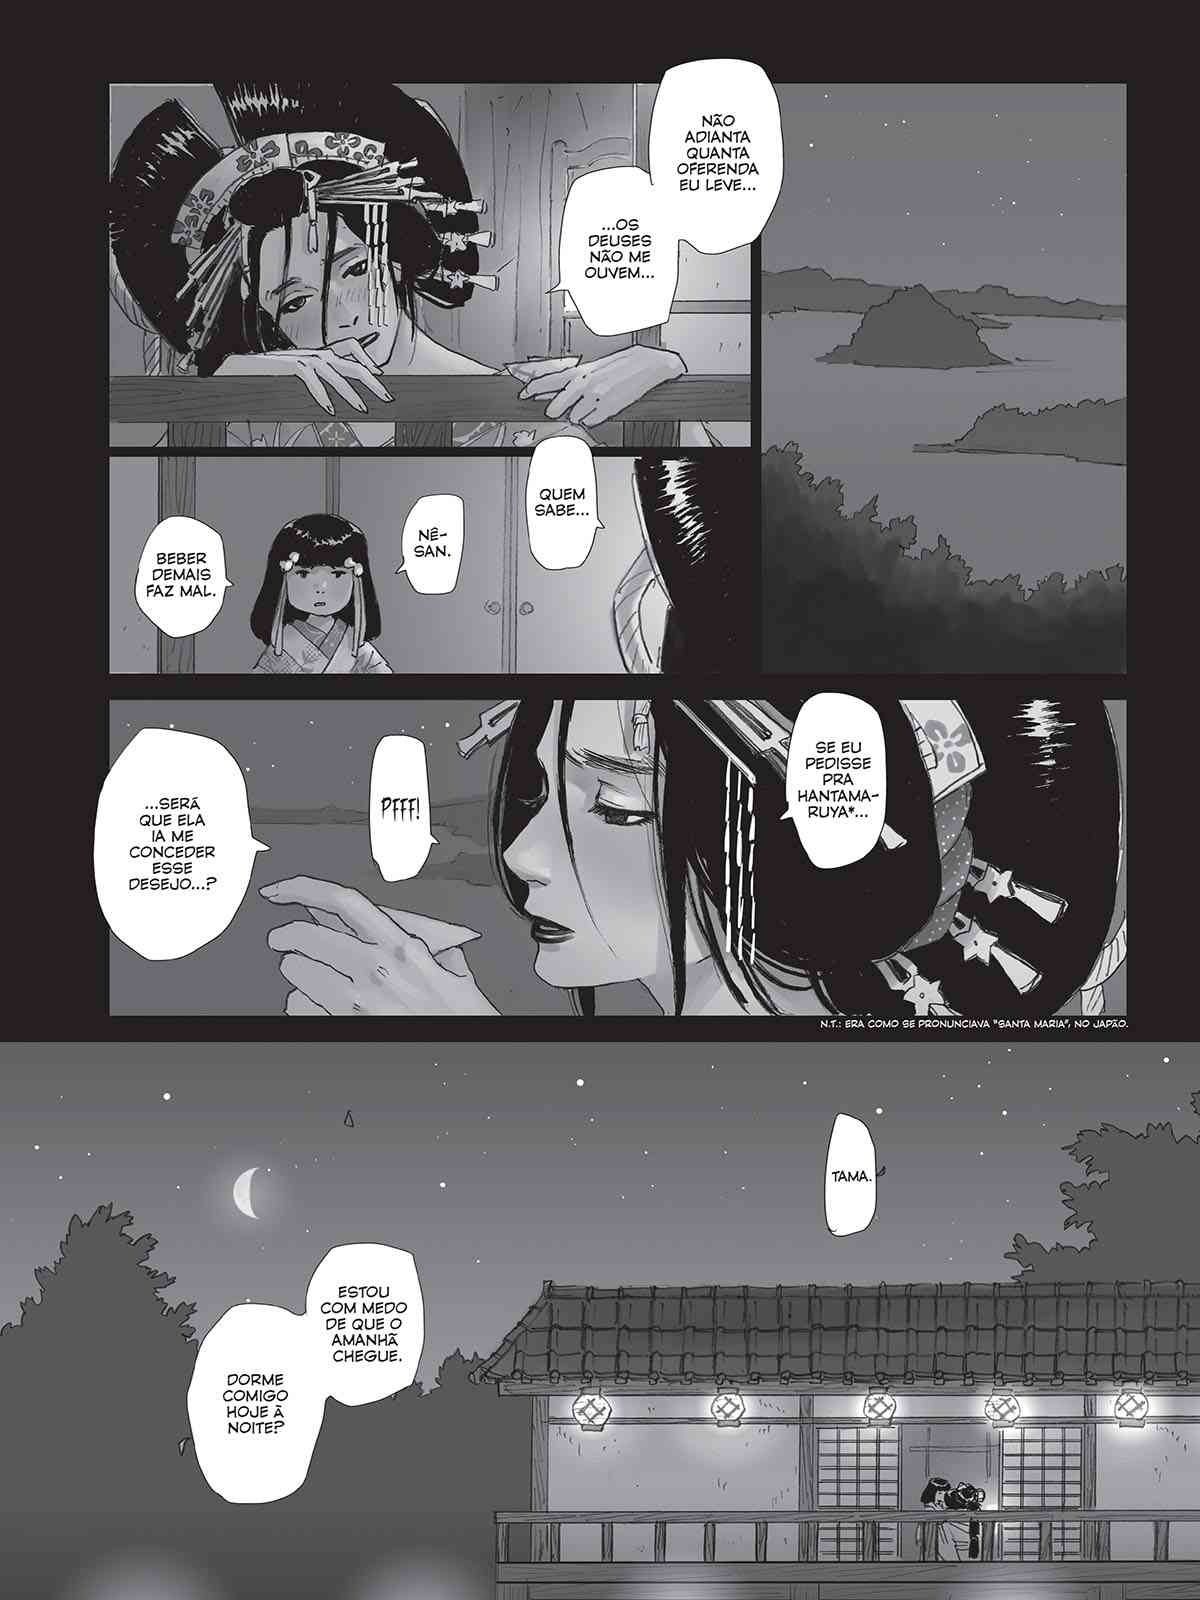 NÃO
ADIANTA
QUANTA
OFERENDA
EU LEVE...
...OS
DEUSES
NÃO ME
OUVEM...
QUEM
SABE...
NÊ-
SAN.
BEBER
DEMAIS
FAZ MAL.
SE EU
PEDISSE
PRA
HANTAMA-
RUYA*...
PFFF!
...SERÁ
QUE ELA
IA ME
CONCEDER
ESSE
DESEJO...?
N.T.: ERA COMO SE PRONUNCIAVA "SANTA MARIA", NO JAPÃO.
TAMA.
ESTOU
COM MEDO
DE QUE O
AMANHÃ
CHEGUE.
DORME
COMIGO
HOJE À
NOITE?